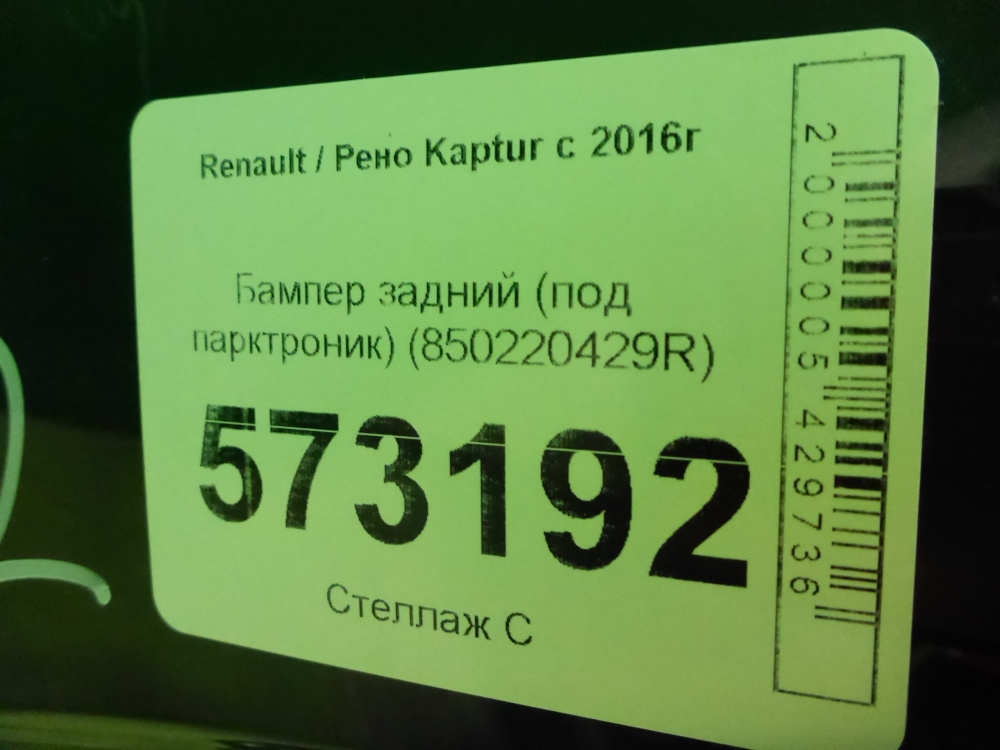 Renault / Рено Kaptur с 2016г
Бампер задний (под
парктроник) (850220429R)
573192
Стеллаж С
2000005429736